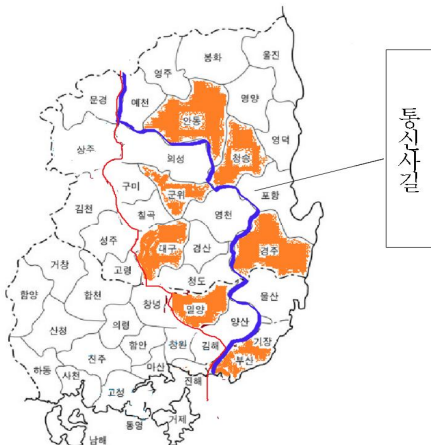 울진
봉화
영주
문경
예천
영양
안동
영덕
상주
의성
청송
구미
군위
포항
김천
칠곡
영천
성주
대구
경산
경주
거창
고령
청도
함양
합천
창녕
밀양
울산
산청
의령
양산
진주
함안
창원
김해
기장
하동
마산
부산
사천
고성
진해
거제
통영
남해
통신사길